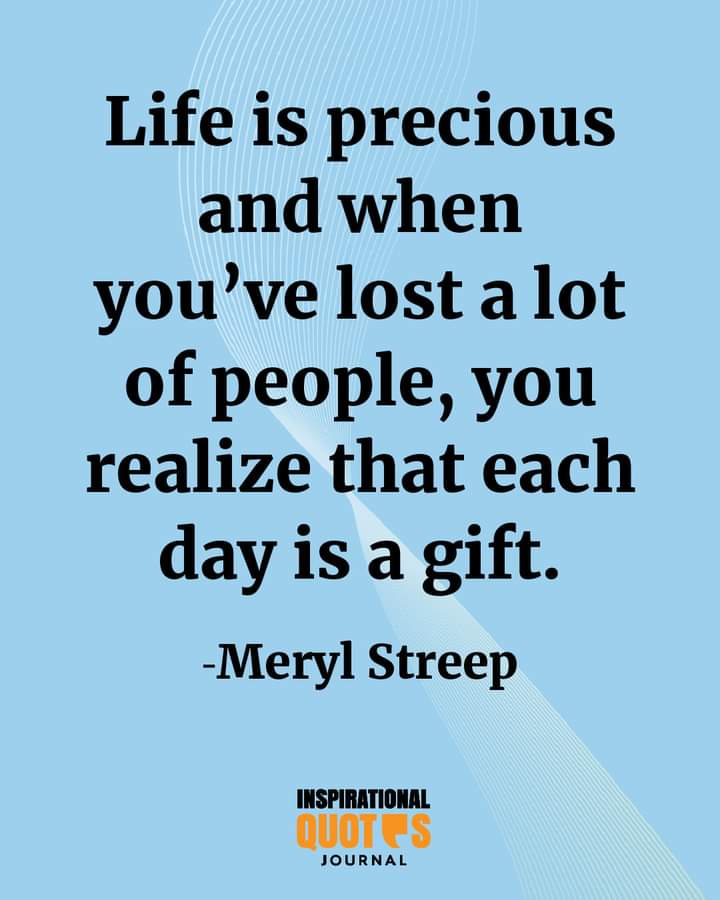 Life is precious
and when
you’ve lost a lot
of people, you
realize that each
day is a gift.
-Meryl Streep
INSPIRATIONAL
QUOTES
JOURNAL